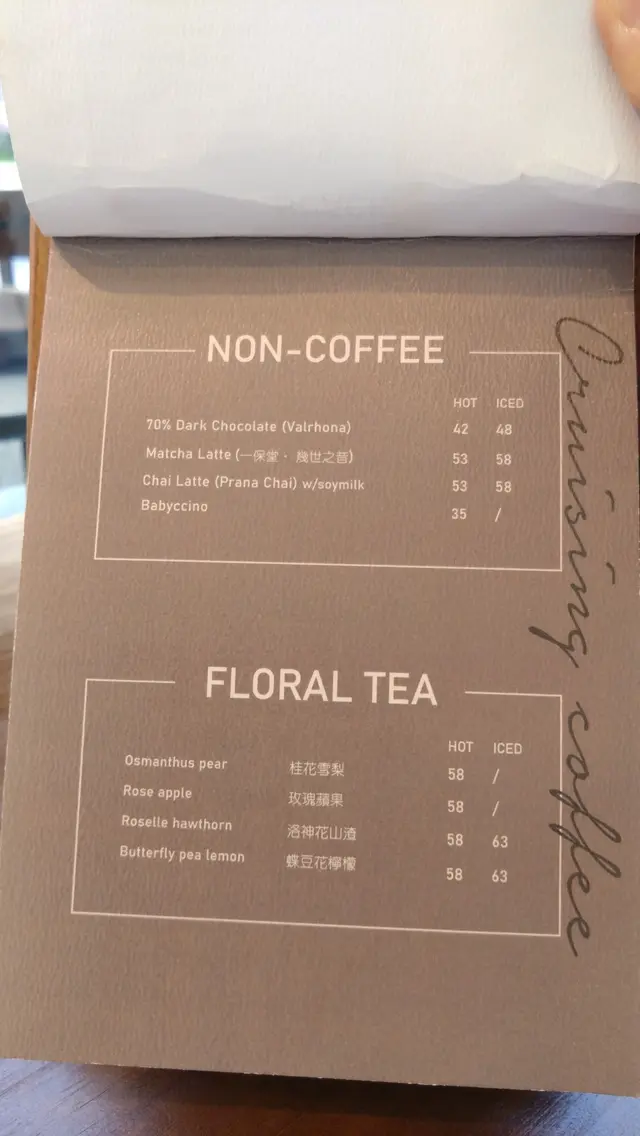 NON-COFFEE
HOT ICED
70% Dark Chocolate (Valrhona) 42 48
Matcha Latte (一保堂・幾世之昔) 53 58
Chai Latte (Prana Chai) w/soymilk 53 58
Babyccino 35 /
FLORAL TEA
HOT ICED
Osmanthus pear 桂花雪梨 58 /
Rose apple 玫瑰蘋果 58 /
Roselle hawthorn 洛神花山渣 58 63
Butterfly pea lemon 蝶豆花檸檬 58 63
Cruising coffee